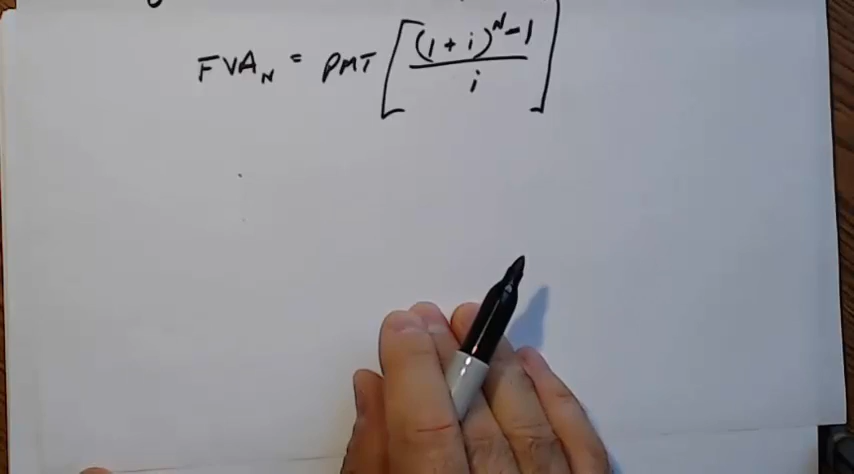 FVA_N = PMT [ ((1 + i)^N - 1) / i ]